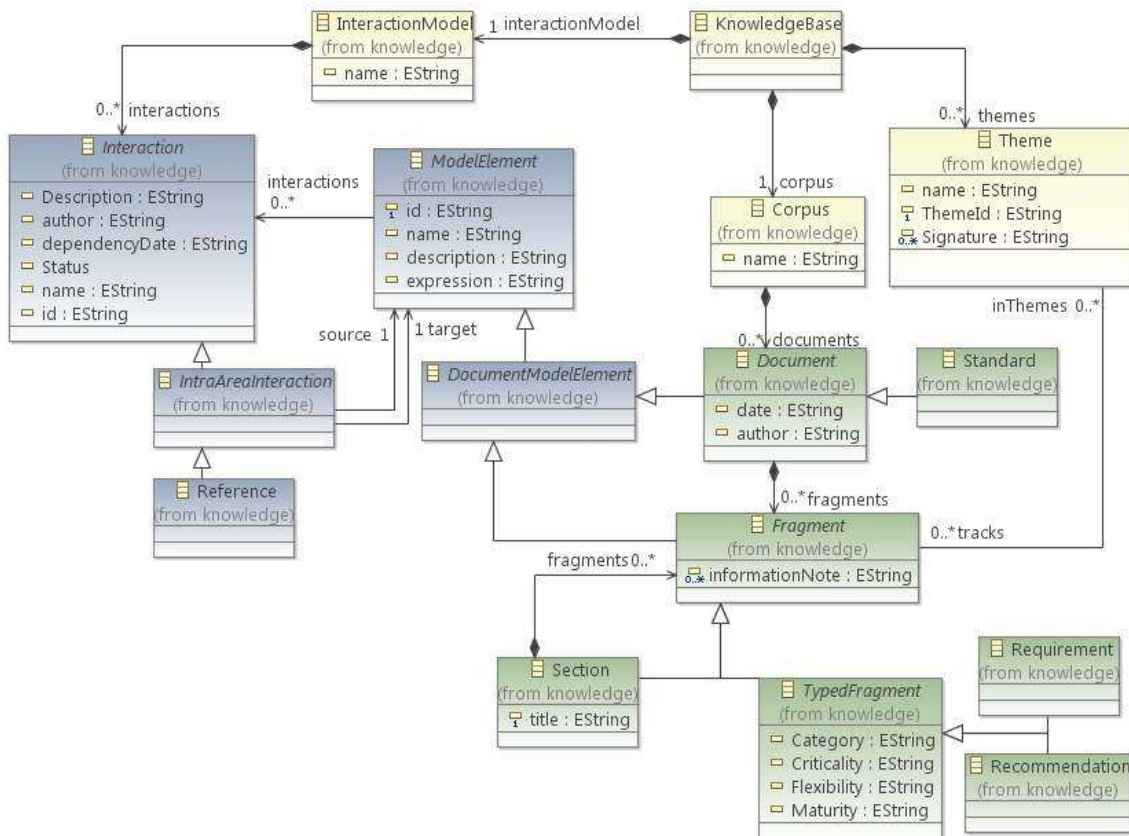 InteractionModel
(from knowledge)
name : EString
1 interactionModel
KnowledgeBase
(from knowledge)
0..* interactions
0..* themes
Interaction
(from knowledge)
Description : EString
author : EString
dependencyDate : EString
Status
name : EString
id : EString
interactions
0..*
ModelElement
(from knowledge)
1 id : EString
name : EString
description : EString
expression : EString
1 corpus
Corpus
(from knowledge)
name : EString
Theme
(from knowledge)
name : EString
1 ThemeId : EString
0..* Signature : EString
source 1
1 target
inThemes 0..*
0..* documents
IntraAreaInteraction
(from knowledge)
DocumentModelElement
(from knowledge)
Document
(from knowledge)
date : EString
author : EString
Standard
(from knowledge)
Reference
(from knowledge)
0..* fragments
Fragment
(from knowledge)
0..* informationNote : EString
0..* tracks
fragments 0..*
Section
(from knowledge)
1 title : EString
TypedFragment
(from knowledge)
Category : EString
Criticality : EString
Flexibility : EString
Maturity : EString
Requirement
(from knowledge)
Recommendation
(from knowledge)